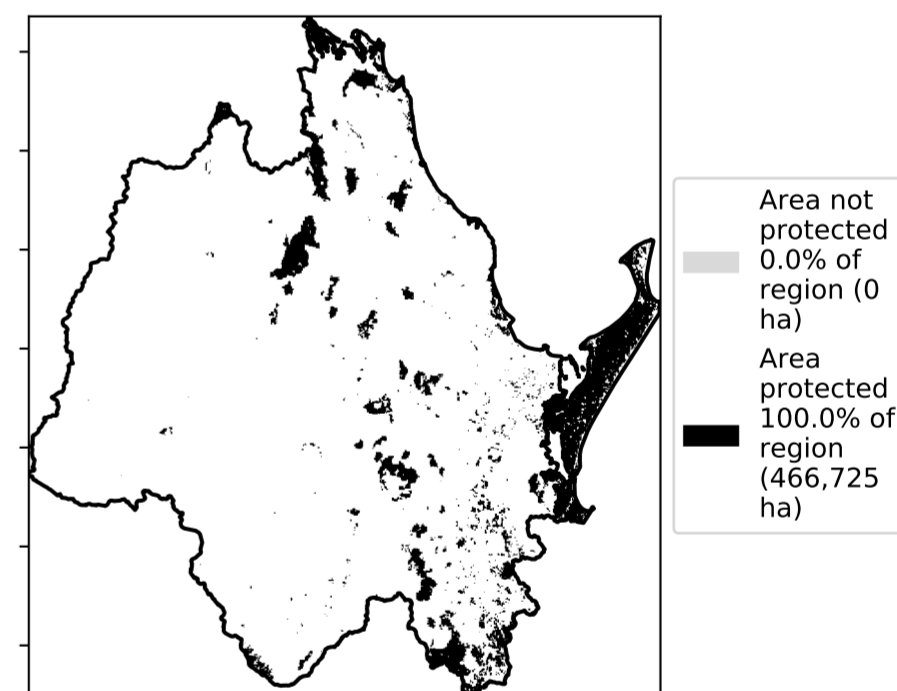 Area not
protected
0.0% of
region (0
ha)
Area
protected
100.0% of
region
(466,725
ha)